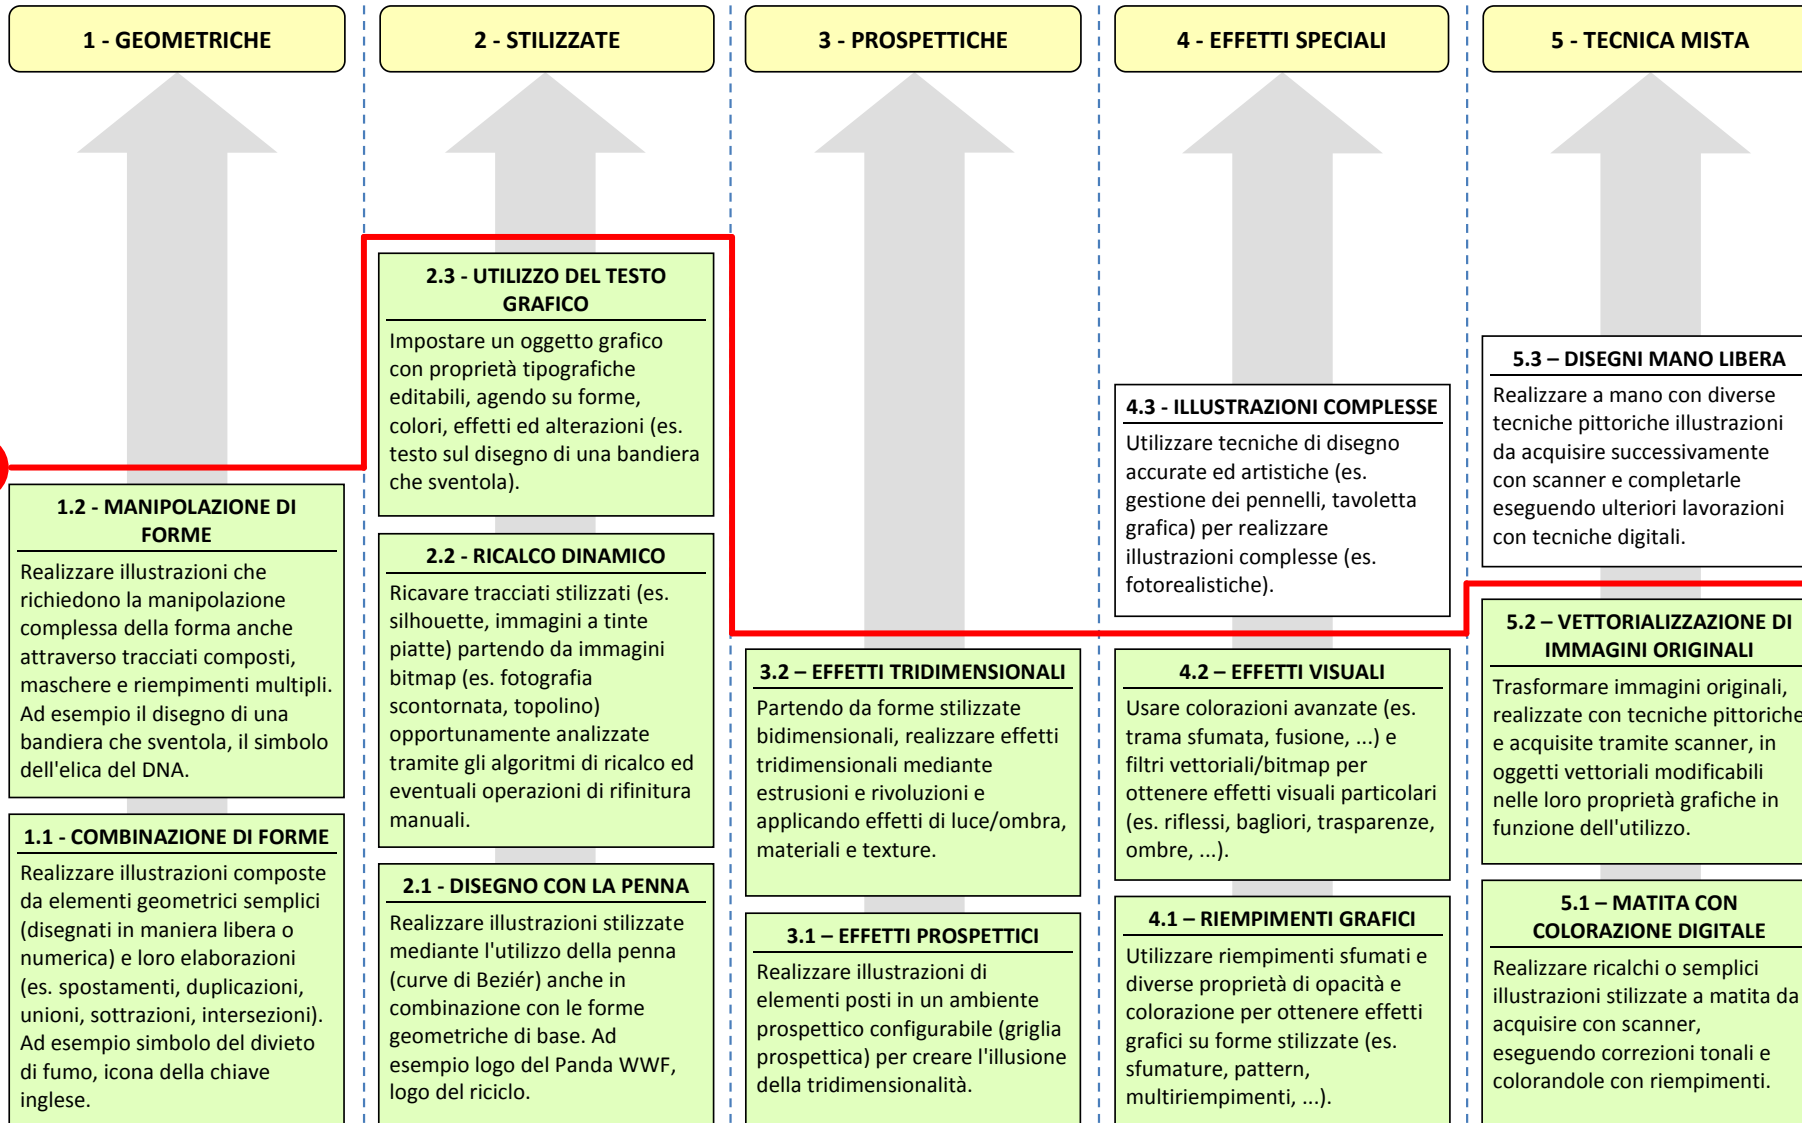 1 - GEOMETRICHE
1.2 - MANIPOLAZIONE DI
FORME
Realizzare illustrazioni che
richiedono la manipolazione
complessa della forma anche
attraverso tracciati composti,
maschere e riempimenti multipli.
Ad esempio il disegno di una
bandiera che sventola, il simbolo
dell'elica del DNA.
1.1 - COMBINAZIONE DI FORME
Realizzare illustrazioni composte
da elementi geometrici semplici
(disegnati in maniera libera o
numerica) e loro elaborazioni
(es. spostamenti, duplicazioni,
unioni, sottrazioni, intersezioni).
Ad esempio simbolo del divieto
di fumo, icona della chiave
inglese.
2 - STILIZZATE
2.3 - UTILIZZO DEL TESTO
GRAFICO
Impostare un oggetto grafico
con proprietà tipografiche
editabili, agendo su forme,
colori, effetti ed alterazioni (es.
testo sul disegno di una bandiera
che sventola).
2.2 - RICALCO DINAMICO
Ricavare tracciati stilizzati (es.
silhouette, immagini a tinte
piatte) partendo da immagini
bitmap (es. fotografia
scontornata, topolino)
opportunamente analizzate
tramite gli algoritmi di ricalco ed
eventuali operazioni di rifinitura
manuali.
2.1 - DISEGNO CON LA PENNA
Realizzare illustrazioni stilizzate
mediante l'utilizzo della penna
(curve di Beziér) anche in
combinazione con le forme
geometriche di base. Ad
esempio logo del Panda WWF,
logo del riciclo.
3 - PROSPETTICHE
3.2 – EFFETTI TRIDIMENSIONALI
Partendo da forme stilizzate
bidimensionali, realizzare effetti
tridimensionali mediante
estrusioni e rivoluzioni e
applicando effetti di luce/ombra,
materiali e texture.
3.1 – EFFETTI PROSPETTICI
Realizzare illustrazioni di
elementi posti in un ambiente
prospettico configurabile (griglia
prospettica) per creare l'illusione
della tridimensionalità.
4 - EFFETTI SPECIALI
4.3 - ILLUSTRAZIONI COMPLESSE
Utilizzare tecniche di disegno
accurate ed artistiche (es.
gestione dei pennelli, tavoletta
grafica) per realizzare
illustrazioni complesse (es.
fotorealistiche).
4.2 – EFFETTI VISUALI
Usare colorazioni avanzate (es.
trama sfumata, fusione, ...) e
filtri vettoriali/bitmap per
ottenere effetti visuali particolari
(es. riflessi, bagliori, trasparenze,
ombre, ...).
4.1 – RIEMPIMENTI GRAFICI
Utilizzare riempimenti sfumati e
diverse proprietà di opacità e
colorazione per ottenere effetti
grafici su forme stilizzate (es.
sfumature, pattern,
multiriempimenti, ...).
5 - TECNICA MISTA
5.3 – DISEGNI MANO LIBERA
Realizzare a mano con diverse
tecniche pittoriche illustrazioni
da acquisire successivamente
con scanner e completarle
eseguendo ulteriori lavorazioni
con tecniche digitali.
5.2 – VETTORIALIZZAZIONE DI
IMMAGINI ORIGINALI
Trasformare immagini originali,
realizzate con tecniche pittoriche
e acquisite tramite scanner, in
oggetti vettoriali modificabili
nelle loro proprietà grafiche in
funzione dell'utilizzo.
5.1 – MATITA CON
COLORAZIONE DIGITALE
Realizzare ricalchi o semplici
illustrazioni stilizzate a matita da
acquisire con scanner,
eseguendo correzioni tonali e
colorandole con riempimenti.